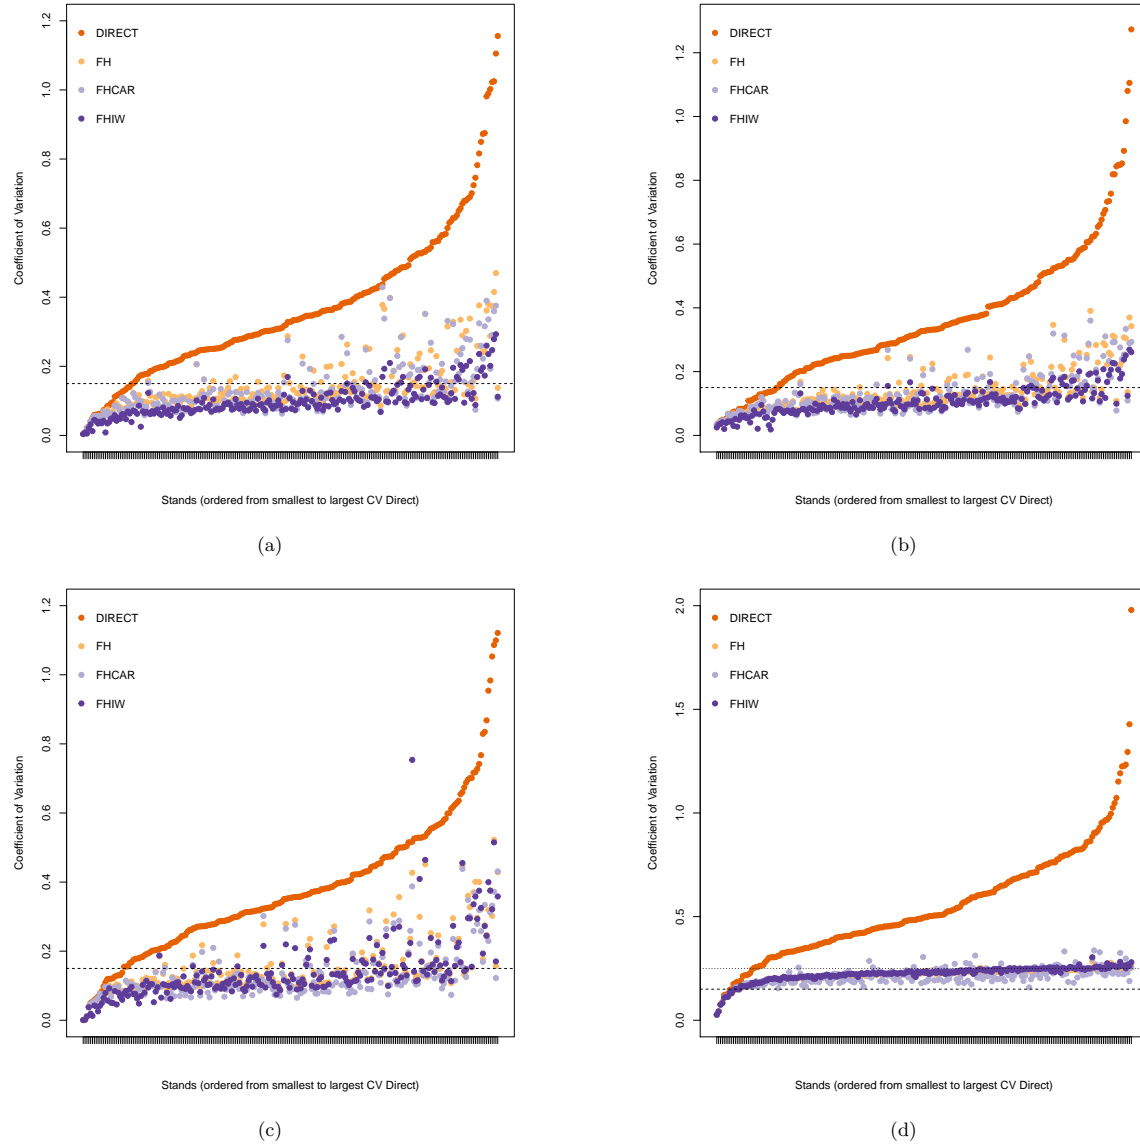 1.2
1.0
0.8
0.6
0.4
0.2
0.0
Coefficient of Variation
DIRECT
FH
FHCAR
FHIW
Stands (ordered from smallest to largest CV Direct)
(a)
1.2
1.0
0.8
0.6
0.4
0.2
0.0
Coefficient of Variation
DIRECT
FH
FHCAR
FHIW
Stands (ordered from smallest to largest CV Direct)
(b)
1.2
1.0
0.8
0.6
0.4
0.2
0.0
Coefficient of Variation
DIRECT
FH
FHCAR
FHIW
Stands (ordered from smallest to largest CV Direct)
(c)
2.0
1.5
1.0
0.5
0.0
Coefficient of Variation
DIRECT
FH
FHCAR
FHIW
Stands (ordered from smallest to largest CV Direct)
(d)